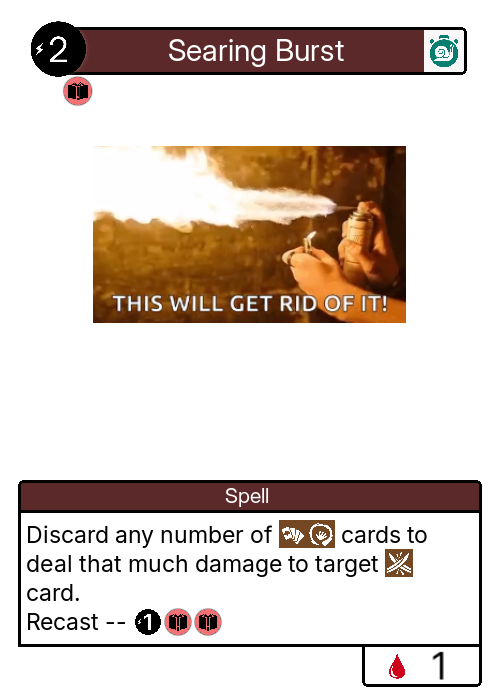 2 Searing Burst
THIS WILL GET RID OF IT!
Spell
Discard any number of cards to
deal that much damage to target
card.
Recast -- 1
1